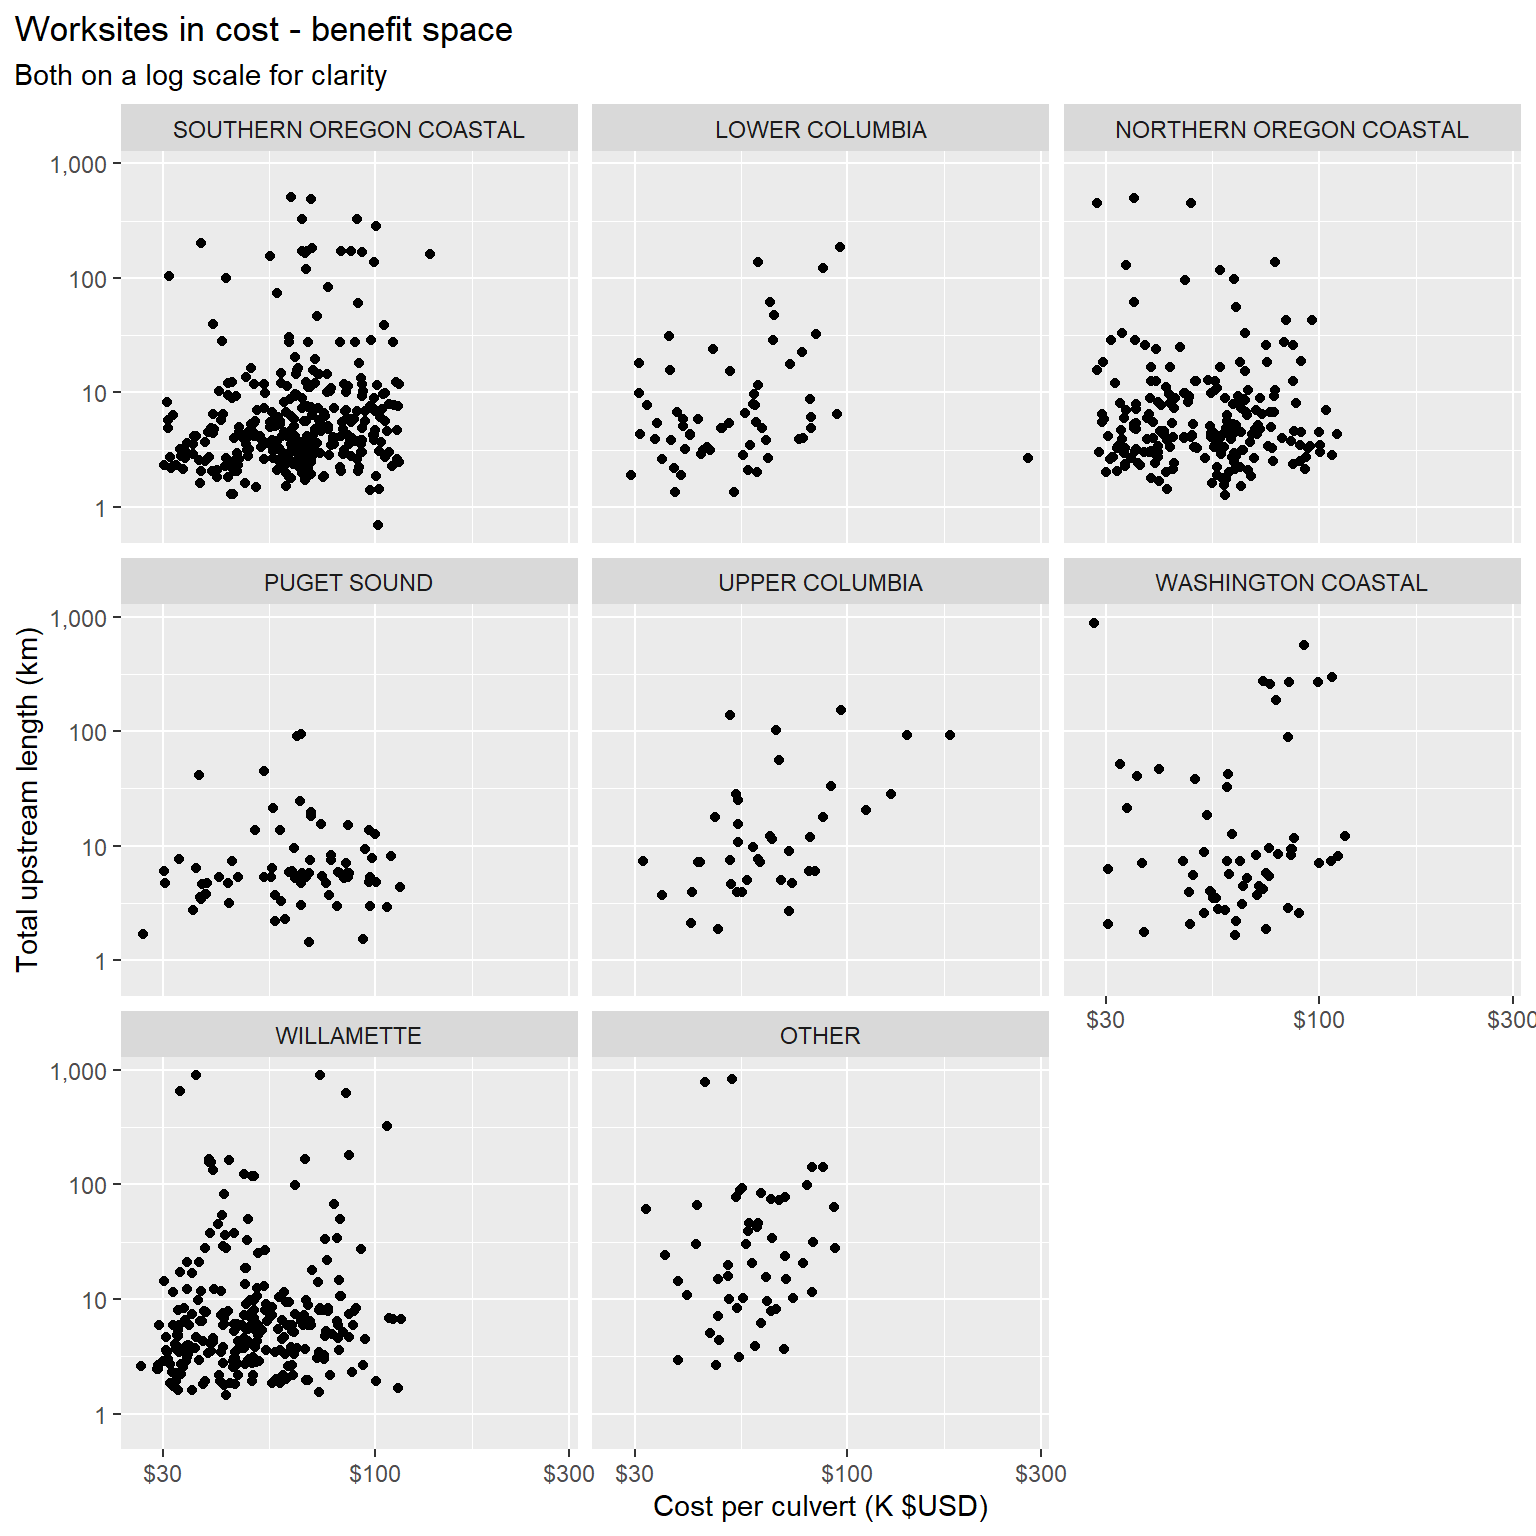 Worksites in cost - benefit space
Both on a log scale for clarity
SOUTHERN OREGON COASTAL
LOWER COLUMBIA
NORTHERN OREGON COASTAL
1,000
100
10
1
PUGET SOUND
UPPER COLUMBIA
WASHINGTON COASTAL
Total upstream length (km)
1,000
100
10
1
$30
$100
$300
WILLAMETTE
OTHER
1,000
100
10
1
$30
$100
$300
$30
$100
$300
Cost per culvert (K $USD)